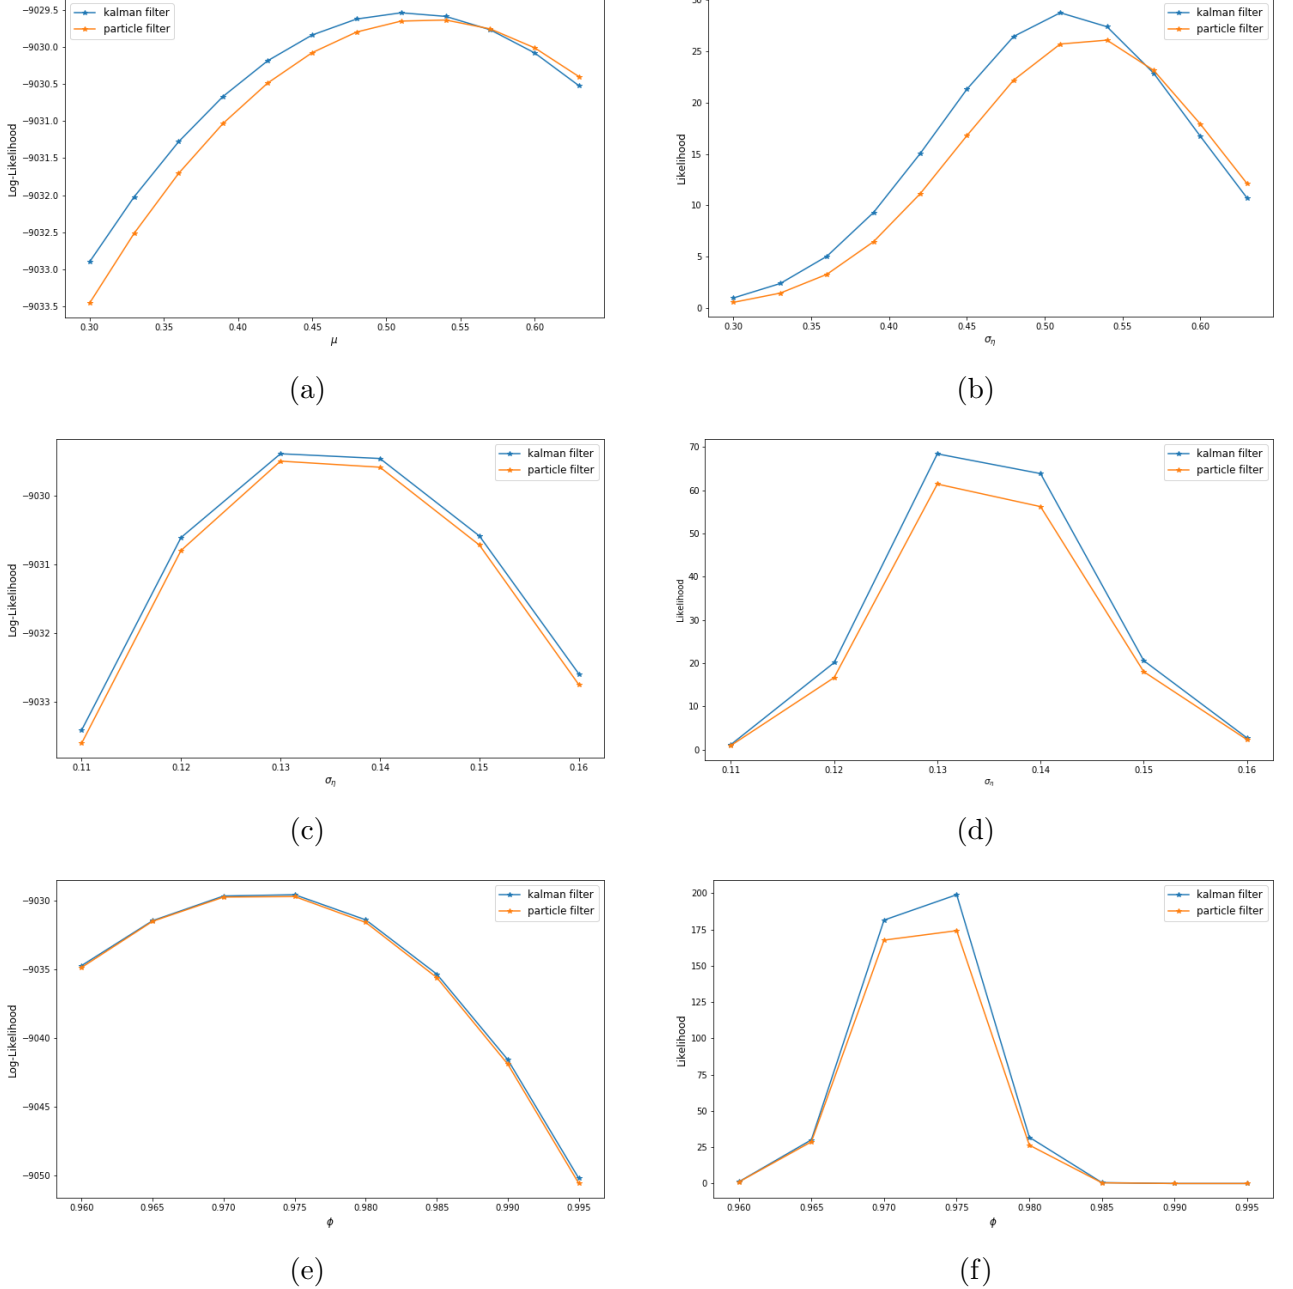 −9029.5
−9030.0
−9030.5
−9031.0
−9031.5
−9032.0
−9032.5
−9033.0
−9033.5
Log-Likelihood
kalman filter
particle filter
0.30 0.35 0.40 0.45 0.50 0.55 0.60
μ
(a)
30
25
20
15
10
5
0
Likelihood
kalman filter
particle filter
0.30 0.35 0.40 0.45 0.50 0.55 0.60
σ_η
(b)
−9030
−9031
−9032
−9033
Log-Likelihood
kalman filter
particle filter
0.11 0.12 0.13 0.14 0.15 0.16
σ_η
(c)
70
60
50
40
30
20
10
0
Likelihood
kalman filter
particle filter
0.11 0.12 0.13 0.14 0.15 0.16
σ_η
(d)
−9030
−9035
−9040
−9045
−9050
Log-Likelihood
kalman filter
particle filter
0.960 0.965 0.970 0.975 0.980 0.985 0.990 0.995
ϕ
(e)
200
175
150
125
100
75
50
25
0
Likelihood
kalman filter
particle filter
0.960 0.965 0.970 0.975 0.980 0.985 0.990 0.995
ϕ
(f)